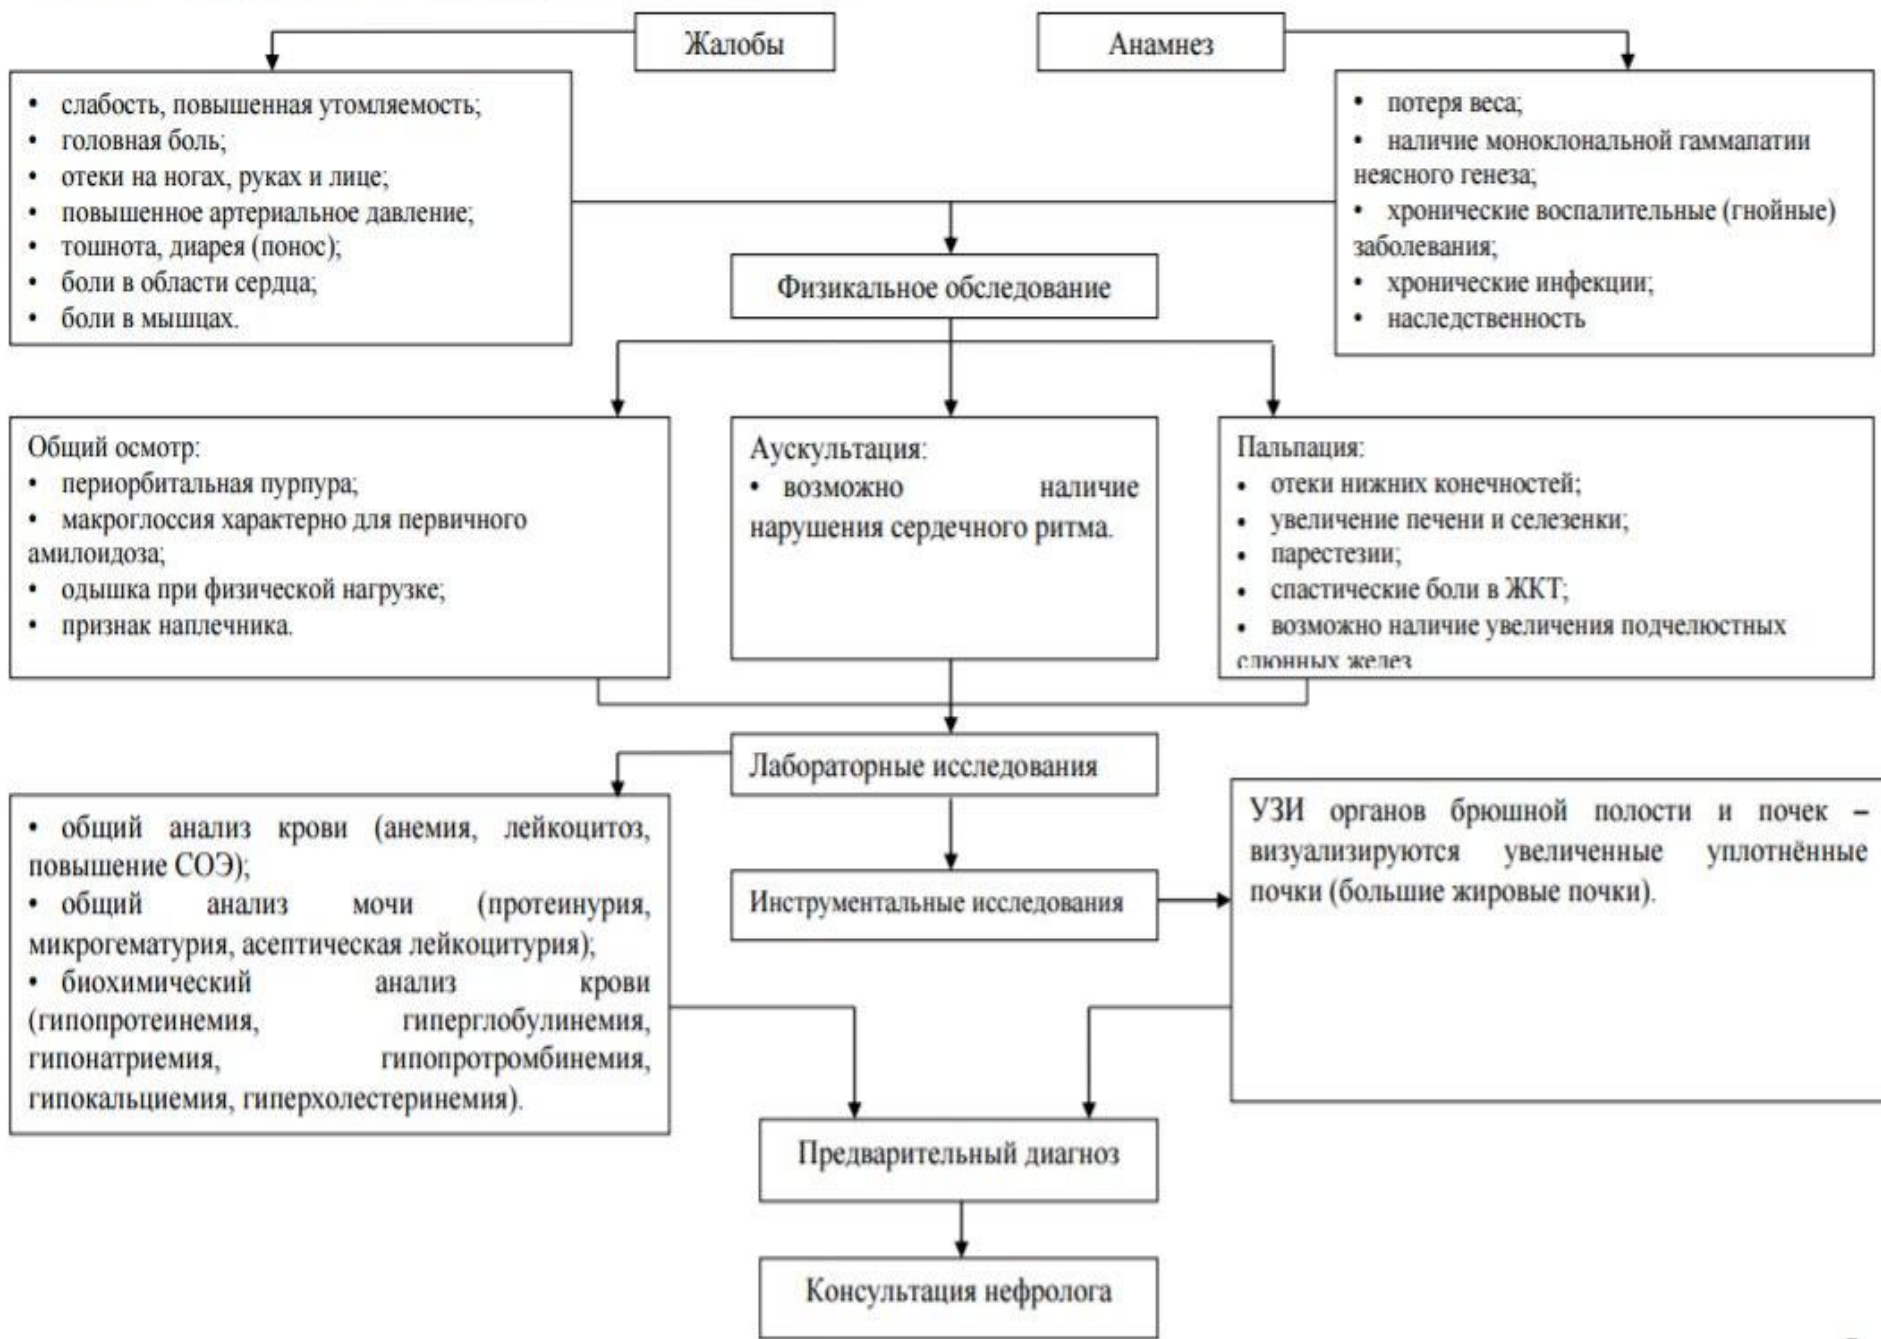 Жалобы
Анамнез
• слабость, повышенная утомляемость;
• головная боль;
• отеки на ногах, руках и лице;
• повышенное артериальное давление;
• тошнота, диарея (понос);
• боли в области сердца;
• боли в мышцах.
• потеря веса;
• наличие моноклональной гаммапатии
неясного генеза;
• хронические воспалительные (гнойные)
заболевания;
• хронические инфекции;
• наследственность
Физикальное обследование
Общий осмотр:
• периорбитальная пурпура;
• макроглоссия характерно для первичного
амилоидоза;
• одышка при физической нагрузке;
• признак наплечника.
Аускультация:
• возможно наличие
нарушения сердечного ритма.
Пальпация:
• отеки нижних конечностей;
• увеличение печени и селезенки;
• парестезии;
• спастические боли в ЖКТ;
• возможно наличие увеличения подчелюстных
слюнных желез
Лабораторные исследования
• общий анализ крови (анемия, лейкоцитоз,
повышение СОЭ);
• общий анализ мочи (протеинурия,
микрогематурия, асептическая лейкоцитурия);
• биохимический анализ крови
(гипопротеинемия, гиперглобулинемия,
гипонатриемия, гипопротромбинемия,
гипокальциемия, гиперхолестеринемия).
Инструментальные исследования
УЗИ органов брюшной полости и почек –
визуализируются увеличенные уплотнённые
почки (большие жировые почки).
Предварительный диагноз
Консультация нефролога